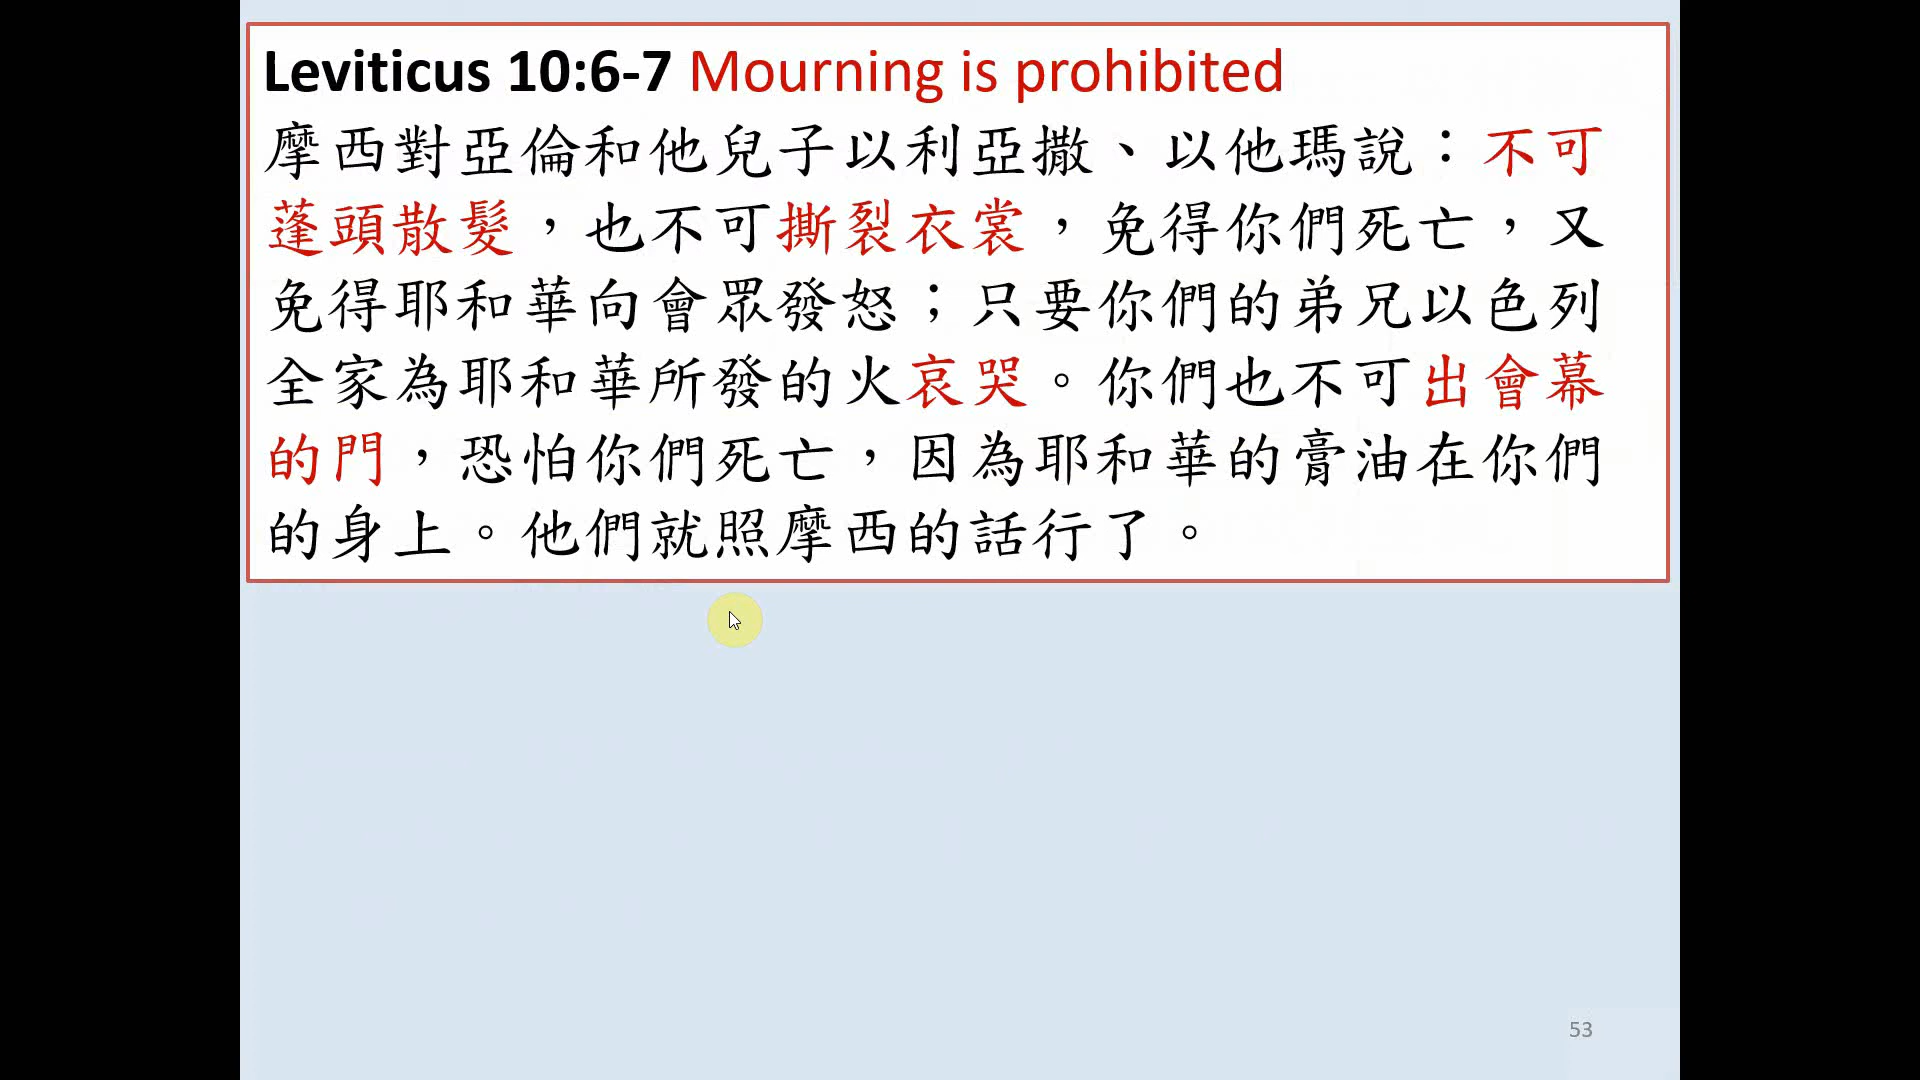 Leviticus 10:6-7 Mourning is prohibited
摩西對亞倫和他兒子以利亞撒、以他瑪說：不可
蓬頭散髮，也不可撕裂衣裳，免得你們死亡，又
免得耶和華向會眾發怒；只要你們的弟兄以色列
全家為耶和華所發的火哀哭。你們也不可出會幕
的門，恐怕你們死亡，因為耶和華的膏油在你們
的身上。他們就照摩西的話行了。
53